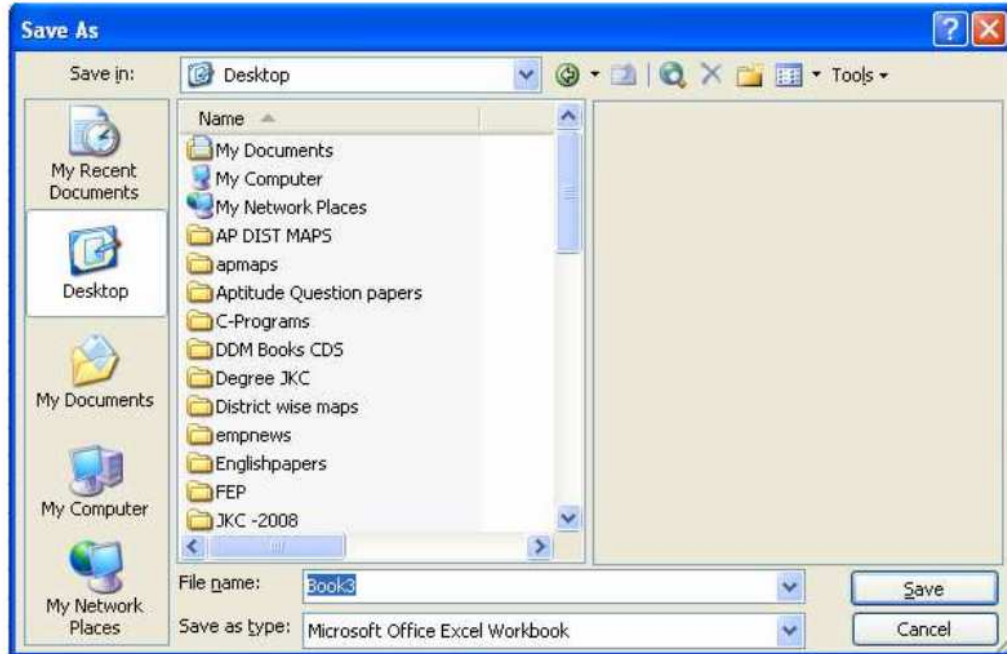 Save As
Save in:
Desktop
Tools
My Recent
Documents
Desktop
My Documents
My Computer
My Network
Places
Name
My Documents
My Computer
My Network Places
AP DIST MAPS
apmaps
Aptitude Question papers
C-Programs
DDM Books CDS
Degree JKC
District wise maps
empnews
Englishpapers
FEP
JKC -2008
File name:
Book3
Save
Save as type:
Microsoft Office Excel Workbook
Cancel